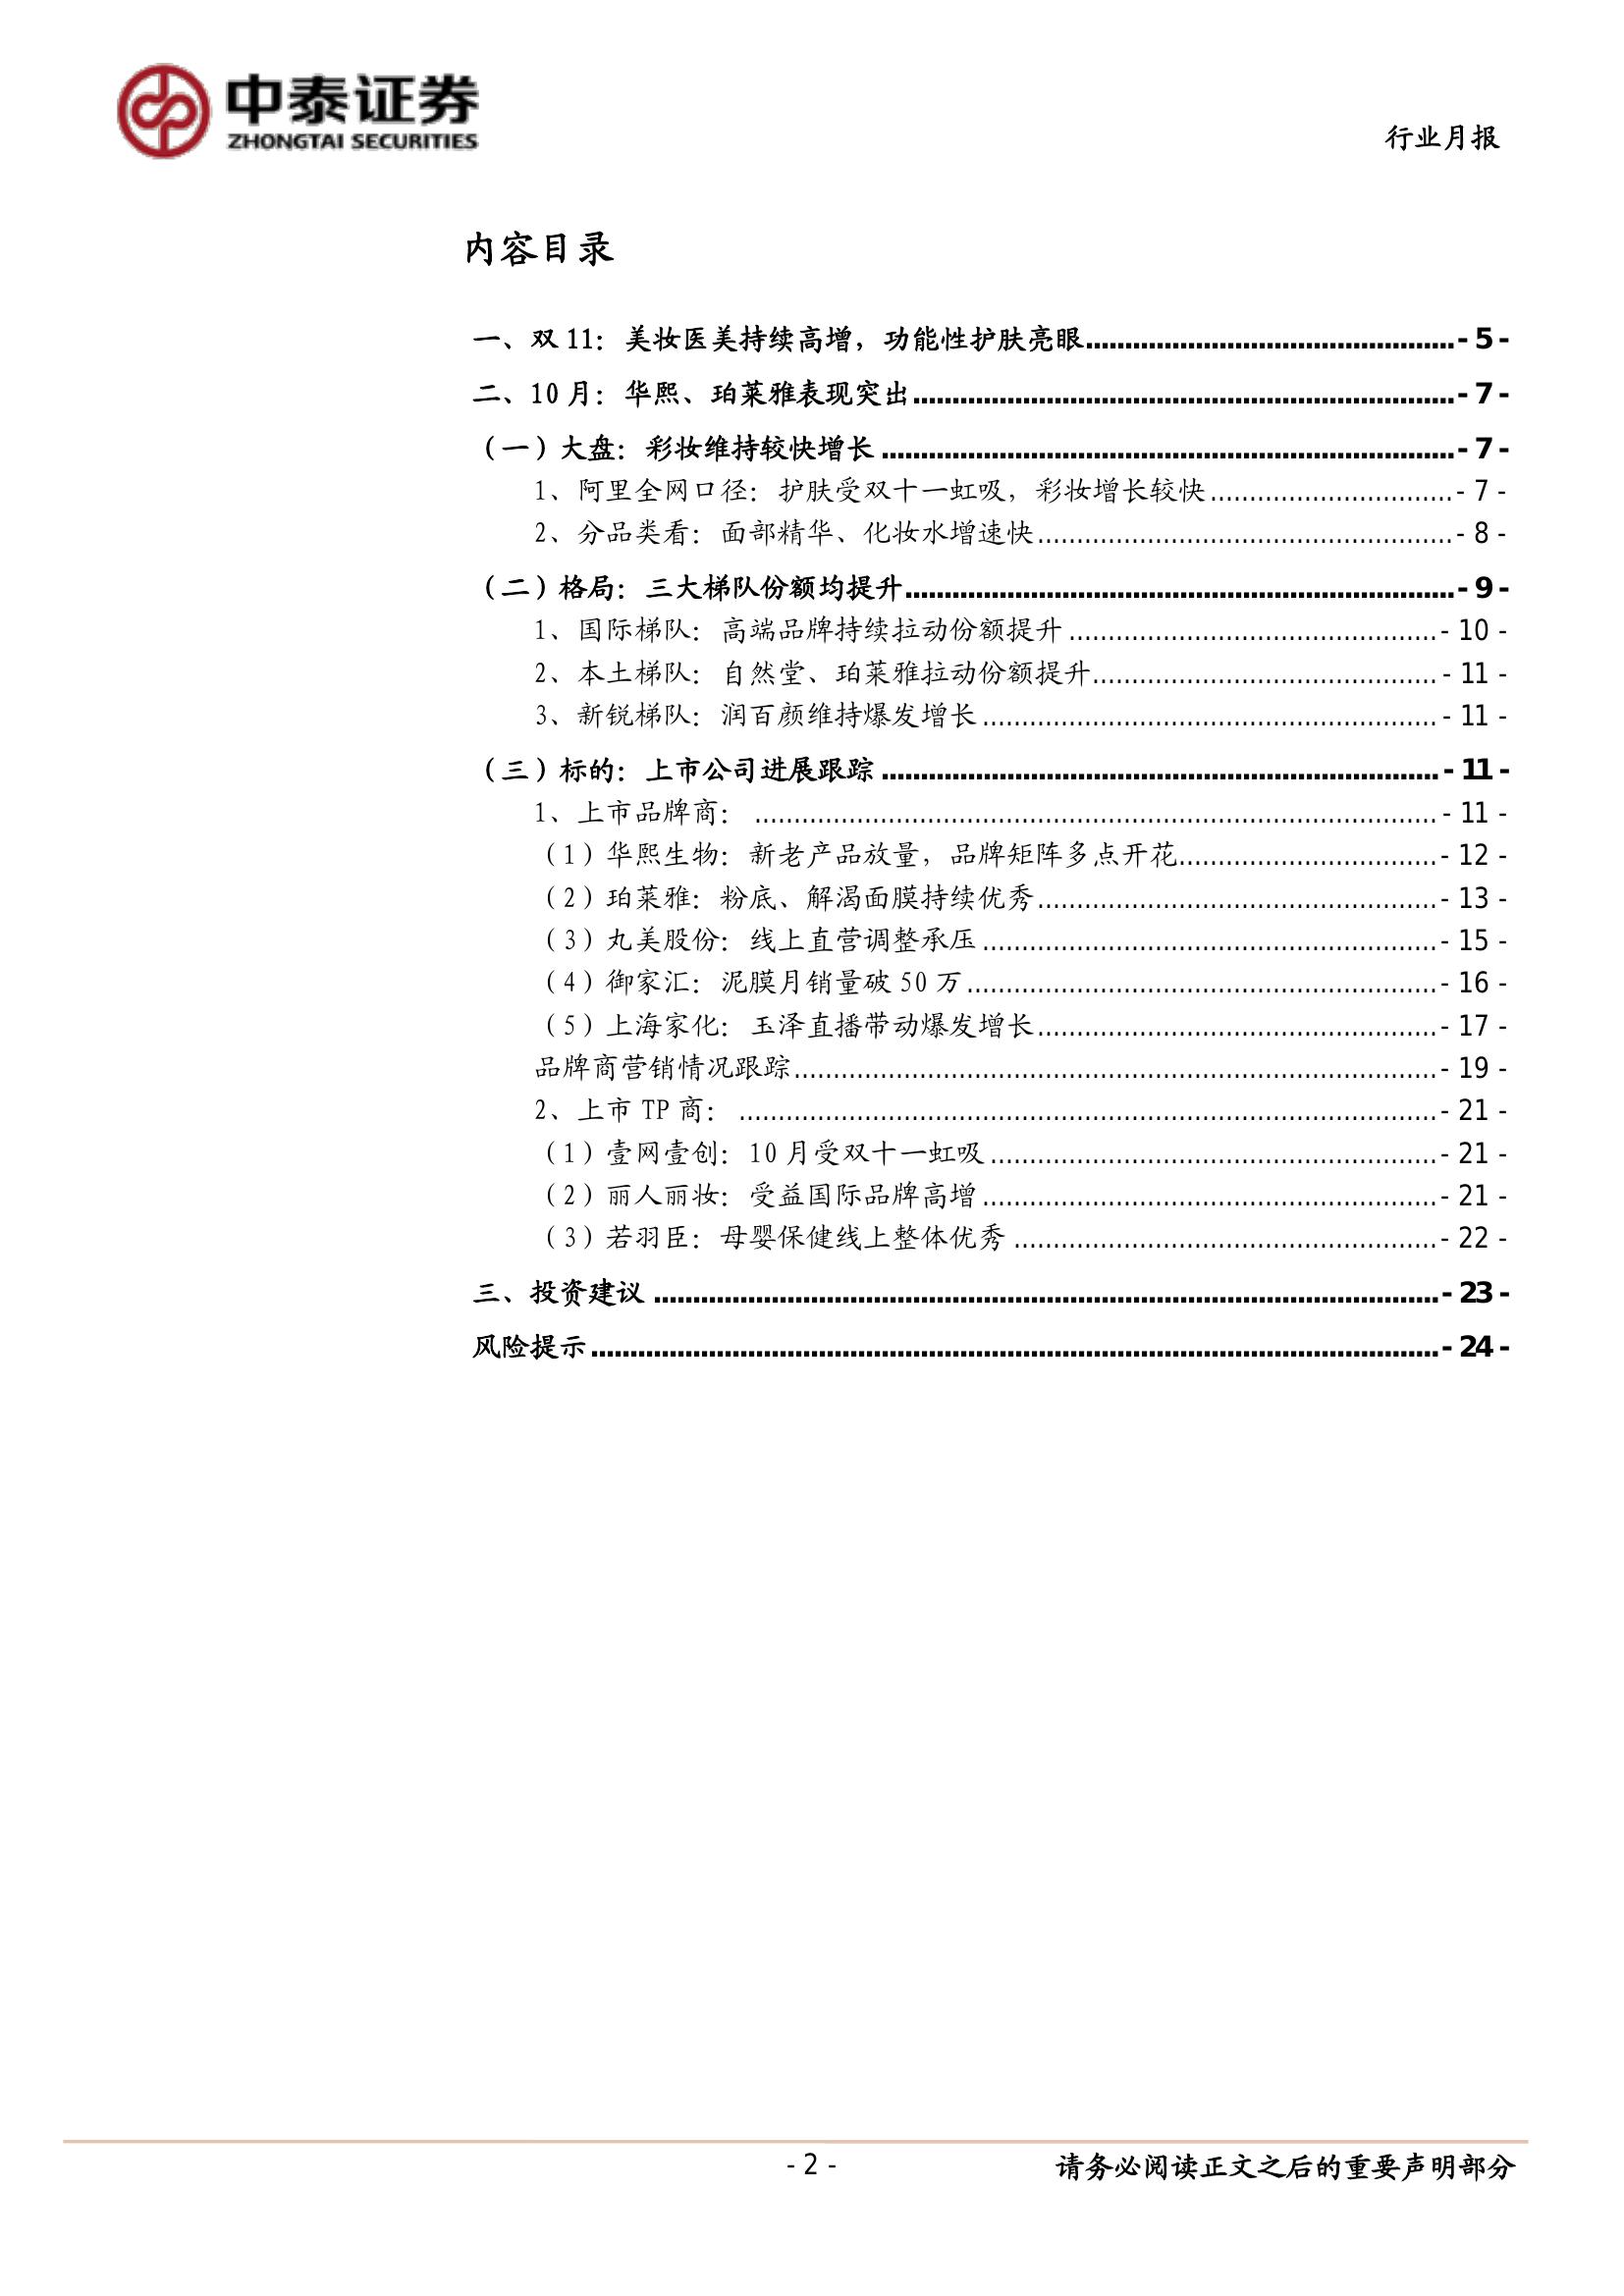 中泰证券
ZHONGTAI SECURITIES
行业月报
内容目录
一、双 11：美妆医美持续高增，功能性护肤亮眼...............................................- 5 -
二、10 月：华熙、珀莱雅表现突出.....................................................................- 7 -
（一）大盘：彩妆维持较快增长.........................................................................- 7 -
1、阿里全网口径：护肤受双十一虹吸，彩妆增长较快...............................- 7 -
2、分品类看：面部精华、化妆水增速快.....................................................- 8 -
（二）格局：三大梯队份额均提升......................................................................- 9 -
1、国际梯队：高端品牌持续拉动份额提升...............................................- 10 -
2、本土梯队：自然堂、珀莱雅拉动份额提升............................................- 11 -
3、新锐梯队：润百颜维持爆发增长..........................................................- 11 -
（三）标的：上市公司进展跟踪.......................................................................- 11 -
1、上市品牌商：.......................................................................................- 11 -
（1）华熙生物：新老产品放量，品牌矩阵多点开花.................................- 12 -
（2）珀莱雅：粉底、解渴面膜持续优秀...................................................- 13 -
（3）丸美股份：线上直营调整承压..........................................................- 15 -
（4）御家汇：泥膜月销量破 50 万............................................................- 16 -
（5）上海家化：玉泽直播带动爆发增长...................................................- 17 -
品牌商营销情况跟踪..................................................................................- 19 -
2、上市 TP 商：.........................................................................................- 21 -
（1）壹网壹创：10 月受双十一虹吸.........................................................- 21 -
（2）丽人丽妆：受益国际品牌高增..........................................................- 21 -
（3）若羽臣：母婴保健线上整体优秀......................................................- 22 -
三、投资建议....................................................................................................- 23 -
风险提示............................................................................................................- 24 -
- 2 -
请务必阅读正文之后的重要声明部分